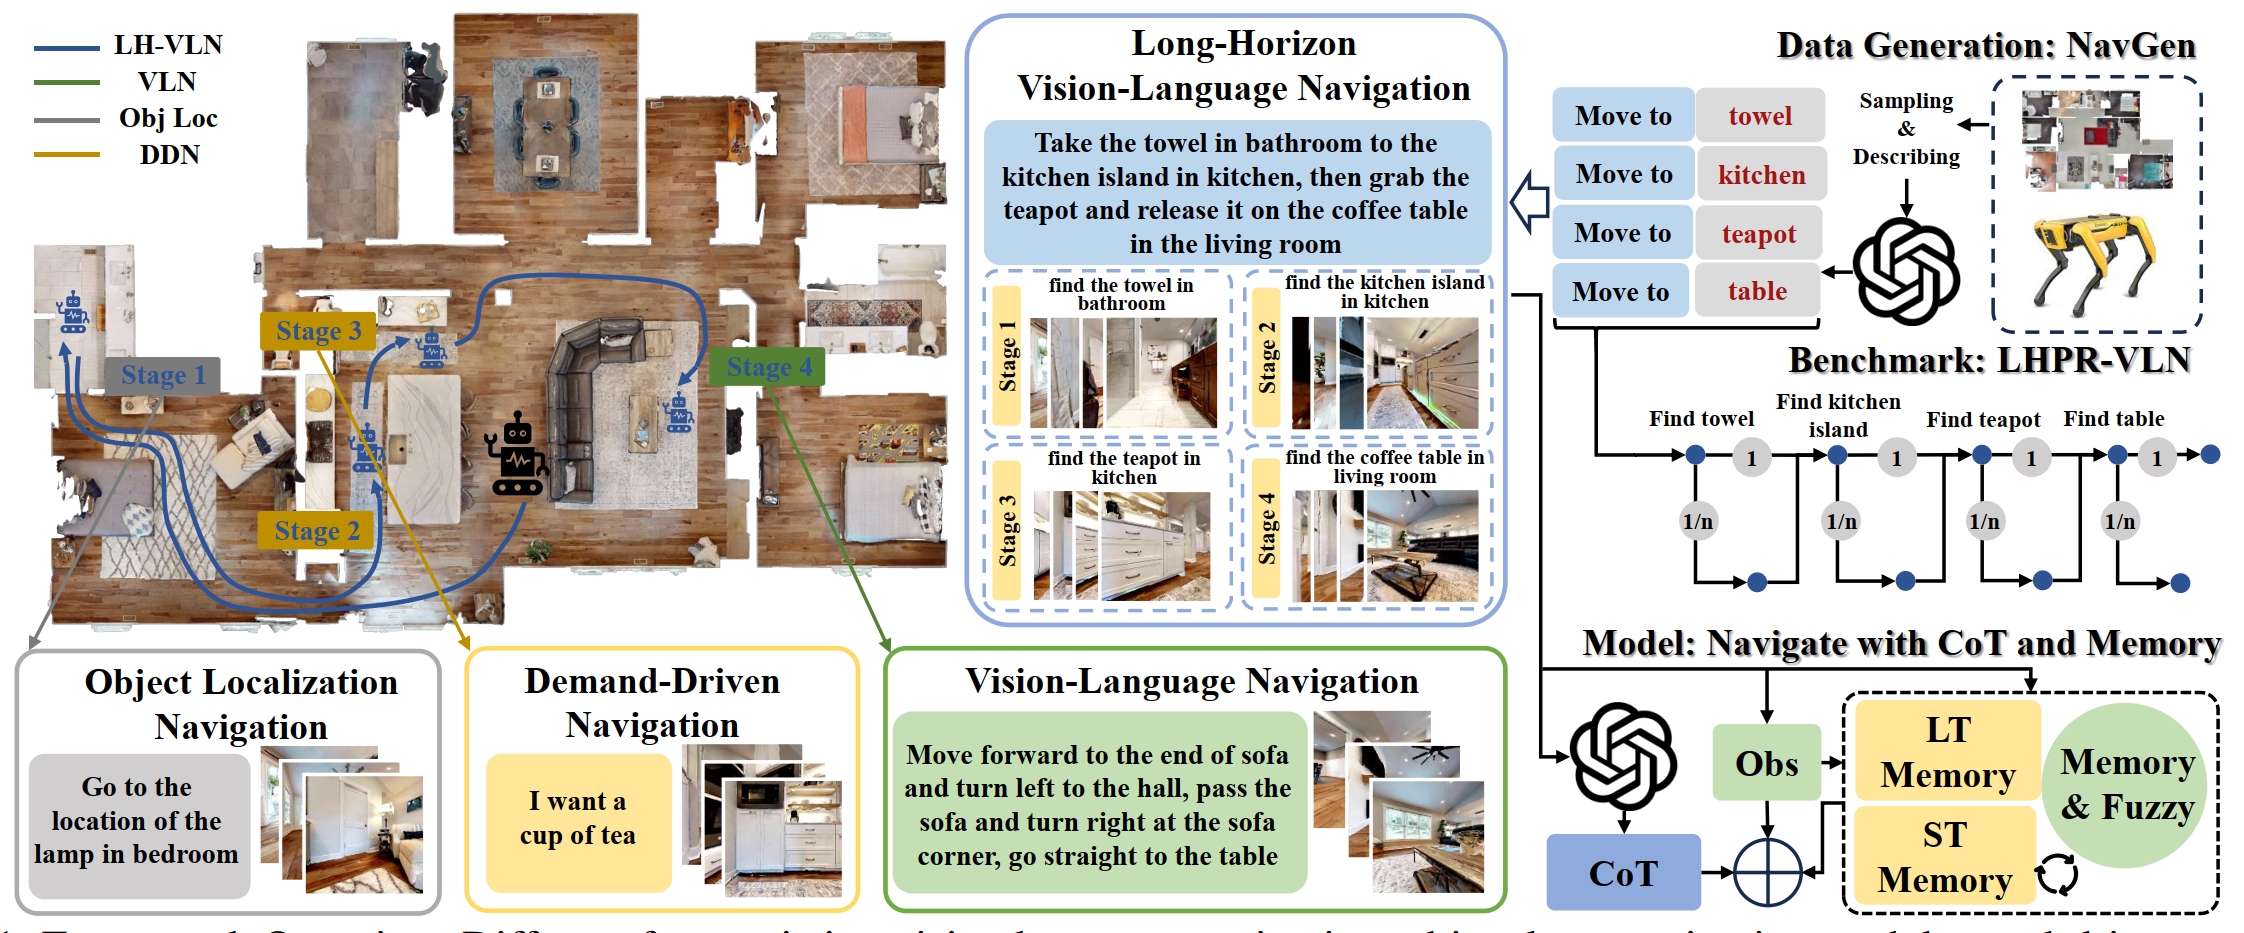 LH-VLN
VLN
Obj Loc
DDN
Stage 1
Stage 3
Stage 2
Stage 4
Long-Horizon
Vision-Language Navigation
Take the towel in bathroom to the
kitchen island in kitchen, then grab the
teapot and release it on the coffee table
in the living room
Stage 1
find the towel in
bathroom
Stage 2
find the kitchen island
in kitchen
Stage 3
find the teapot in
kitchen
Stage 4
find the coffee table in
living room
Object Localization
Navigation
Go to the
location of the
lamp in bedroom
Demand-Driven
Navigation
I want a
cup of tea
Vision-Language Navigation
Move forward to the end of sofa
and turn left to the hall, pass the
sofa and turn right at the sofa
corner, go straight to the table
Data Generation: NavGen
Move to towel
Move to kitchen
Move to teapot
Move to table
Sampling
&
Describing
Benchmark: LHPR-VLN
Find towel
Find kitchen
island
Find teapot
Find table
1
1
1
1
1/n
1/n
1/n
1/n
Model: Navigate with CoT and Memory
Obs
CoT
LT
Memory
ST
Memory
Memory
& Fuzzy